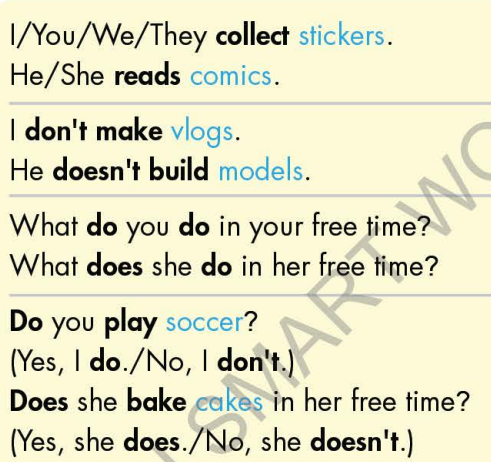 I/You/We/They collect stickers.
He/She reads comics.
I don't make vlogs.
He doesn't build models.
What do you do in your free time?
What does she do in her free time?
Do you play soccer?
(Yes, I do./No, I don't.)
Does she bake cakes in her free time?
(Yes, she does./No, she doesn't.)
SMART WO